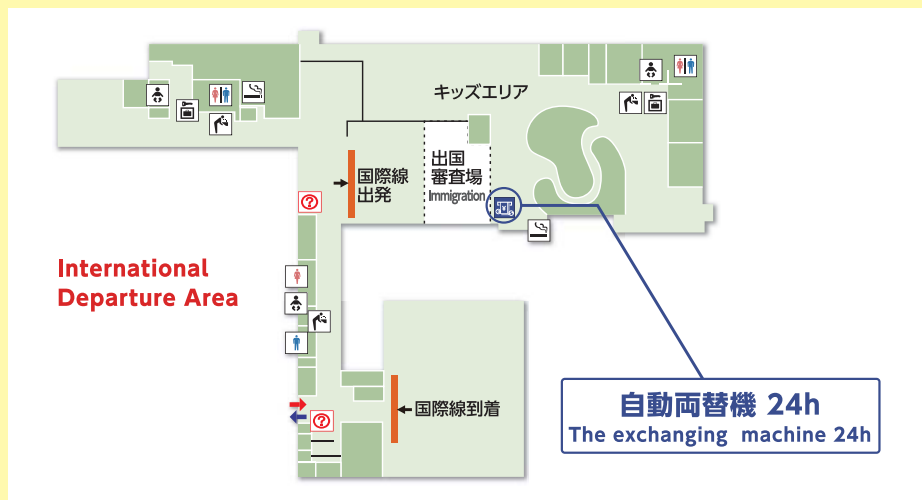 キッズエリア
国際線
出発
出国
審査場
Immigration
?
International
Departure Area
国際線到着
?
自動両替機 24h
The exchanging machine 24h